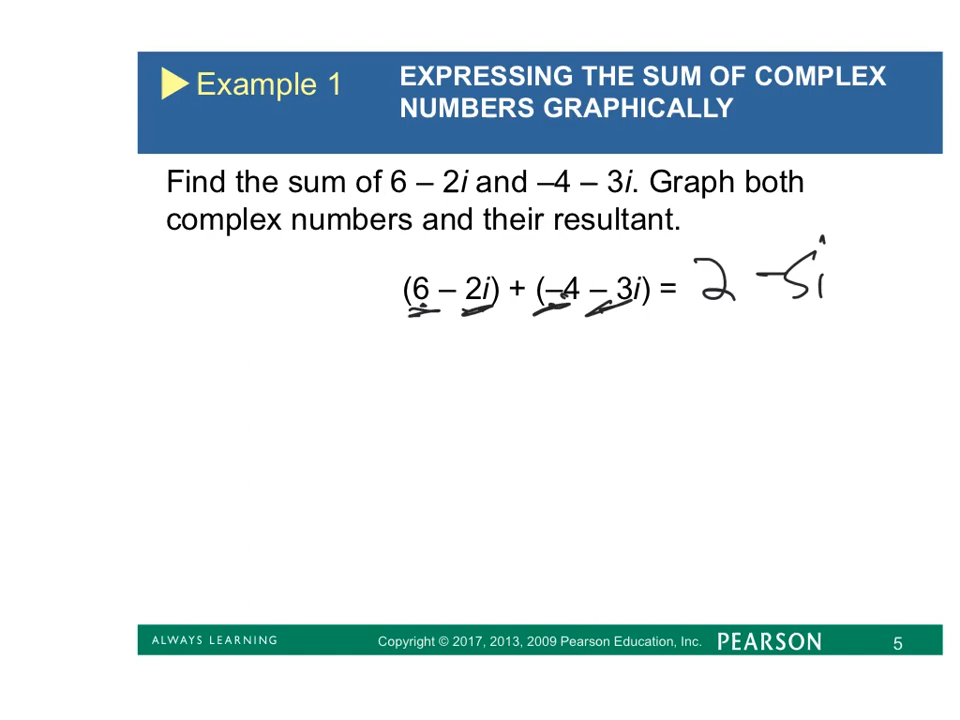 Example 1
EXPRESSING THE SUM OF COMPLEX
NUMBERS GRAPHICALLY
Find the sum of 6 – 2i and –4 – 3i. Graph both
complex numbers and their resultant.
(6 – 2i) + (–4 – 3i) = 2 -5i
ALWAYS LEARNING
Copyright © 2017, 2013, 2009 Pearson Education, Inc.
PEARSON
5